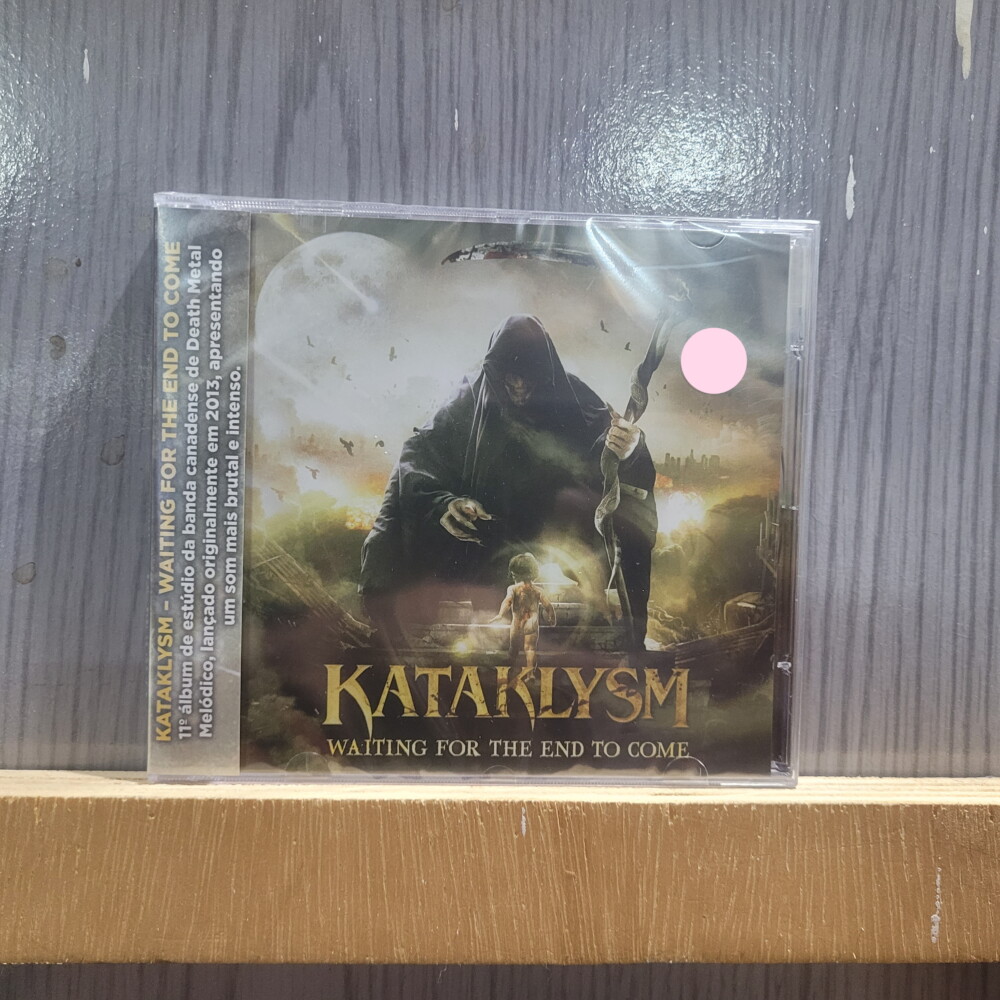 KATAKLYSM – WAITING FOR THE END TO COME
11º álbum de estúdio da banda canadense de Death Metal
Melódico, lançado originalmente em 2013, apresentando
um som mais brutal e intenso.
KATAKLYSM
WAITING FOR THE END TO COME